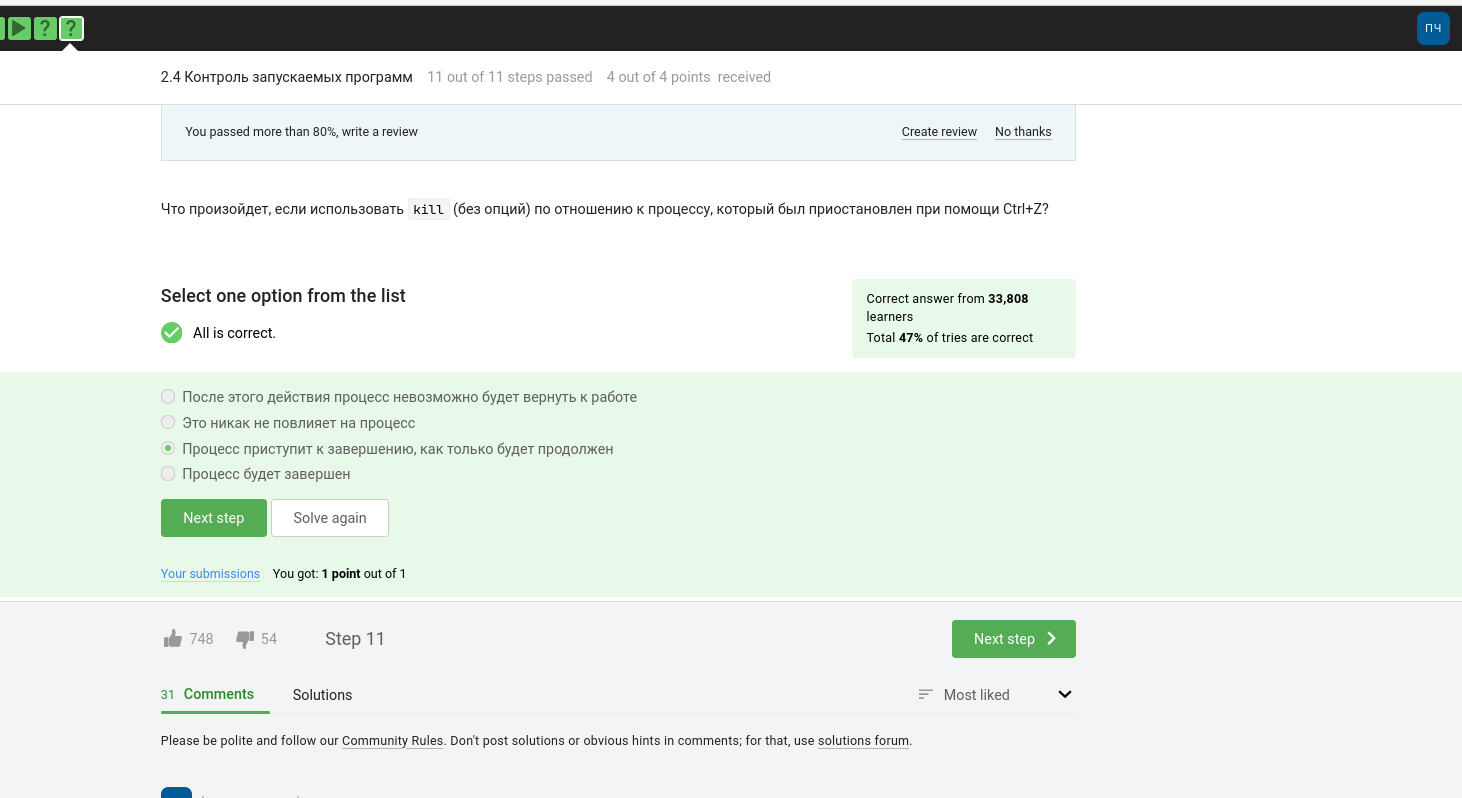 ? ?
ПЧ
2.4 Контроль запускаемых программ 11 out of 11 steps passed 4 out of 4 points received
You passed more than 80%, write a review Create review No thanks
Что произойдет, если использовать kill (без опций) по отношению к процессу, который был приостановлен при помощи Ctrl+Z?
Select one option from the list
All is correct.
Correct answer from 33,808
learners
Total 47% of tries are correct
После этого действия процесс невозможно будет вернуть к работе
Это никак не повлияет на процесс
Процесс приступит к завершению, как только будет продолжен
Процесс будет завершен
Next step Solve again
Your submissions You got: 1 point out of 1
748 54 Step 11 Next step
31 Comments Solutions Most liked
Please be polite and follow our Community Rules. Don't post solutions or obvious hints in comments; for that, use solutions forum.